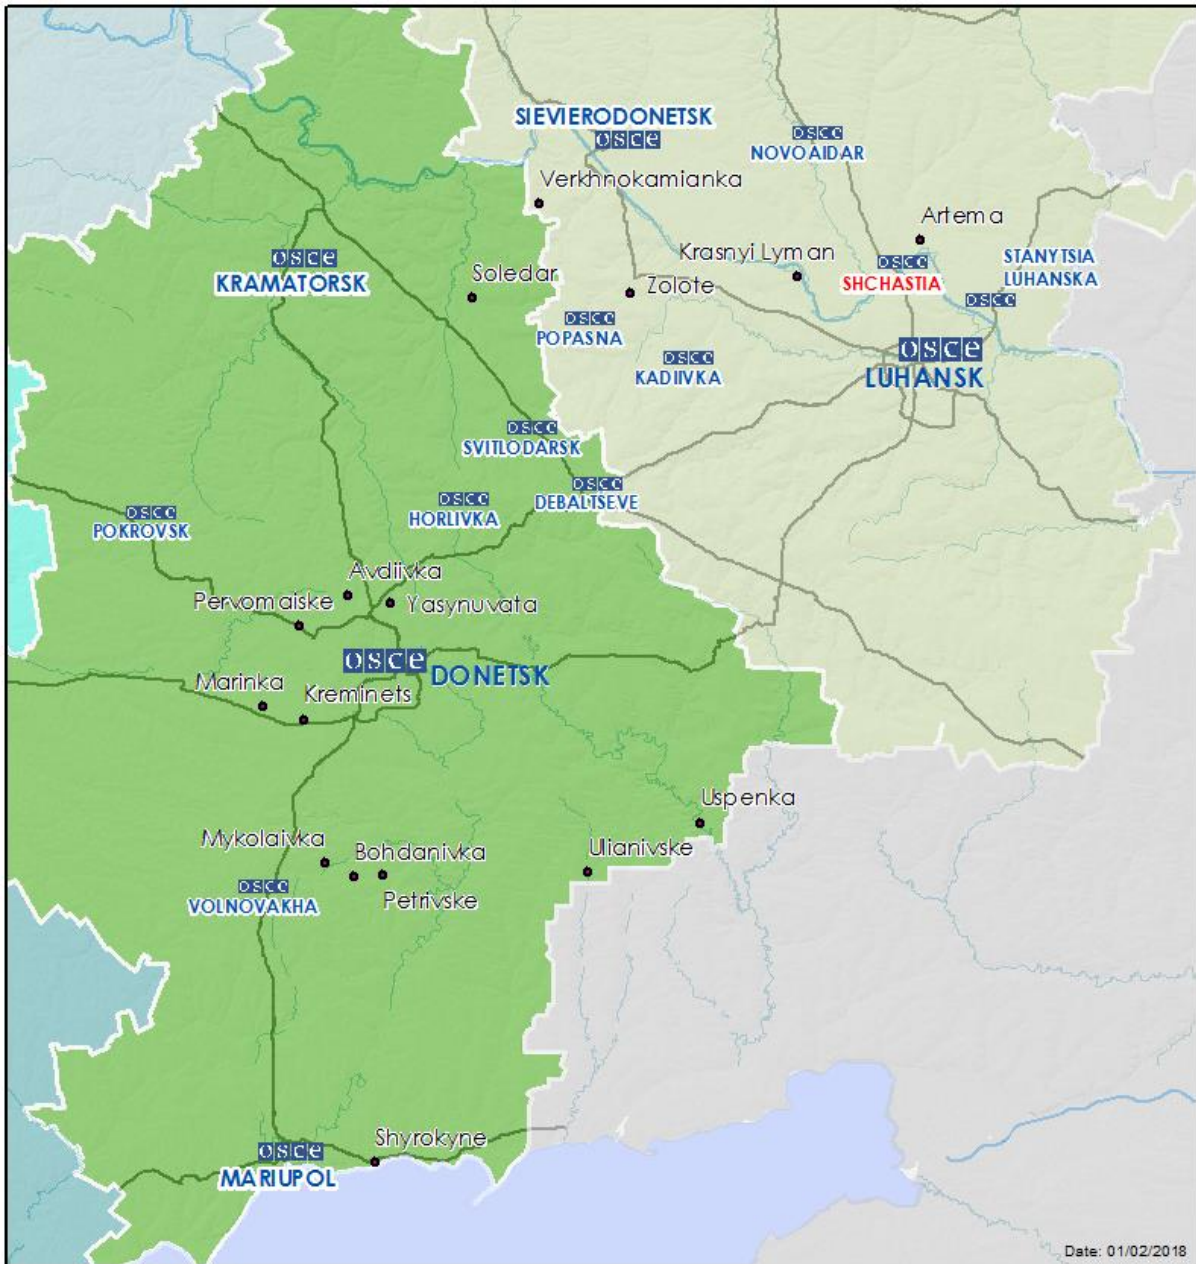 SIEVIERODONETSK
osce
osce
NOVOAIDAR
Verkhnokamianka
Artema
osce
KRAMATORSK
Soledar
Krasnyi Lyman
Zolote
osce
SHCHASTIA
STANYTSIA
LUHANSKA
osce
osce
POPASNA
osce
KADIIVKA
osce
LUHANSK
osce
SVITLODARSK
osce
HORLIVKA
osce
DEBALTSEVE
osce
POKROVSK
Avdiivka
Pervomaiske
Yasynuvata
osce
DONETSK
Marinka
Kreminets
Uspenka
Mykolaivka
Bohdanivka
Ulianivske
osce
VOLNOVAKHA
Petrivske
Shyrokyne
osce
MARIUPOL
Date: 01/02/2018